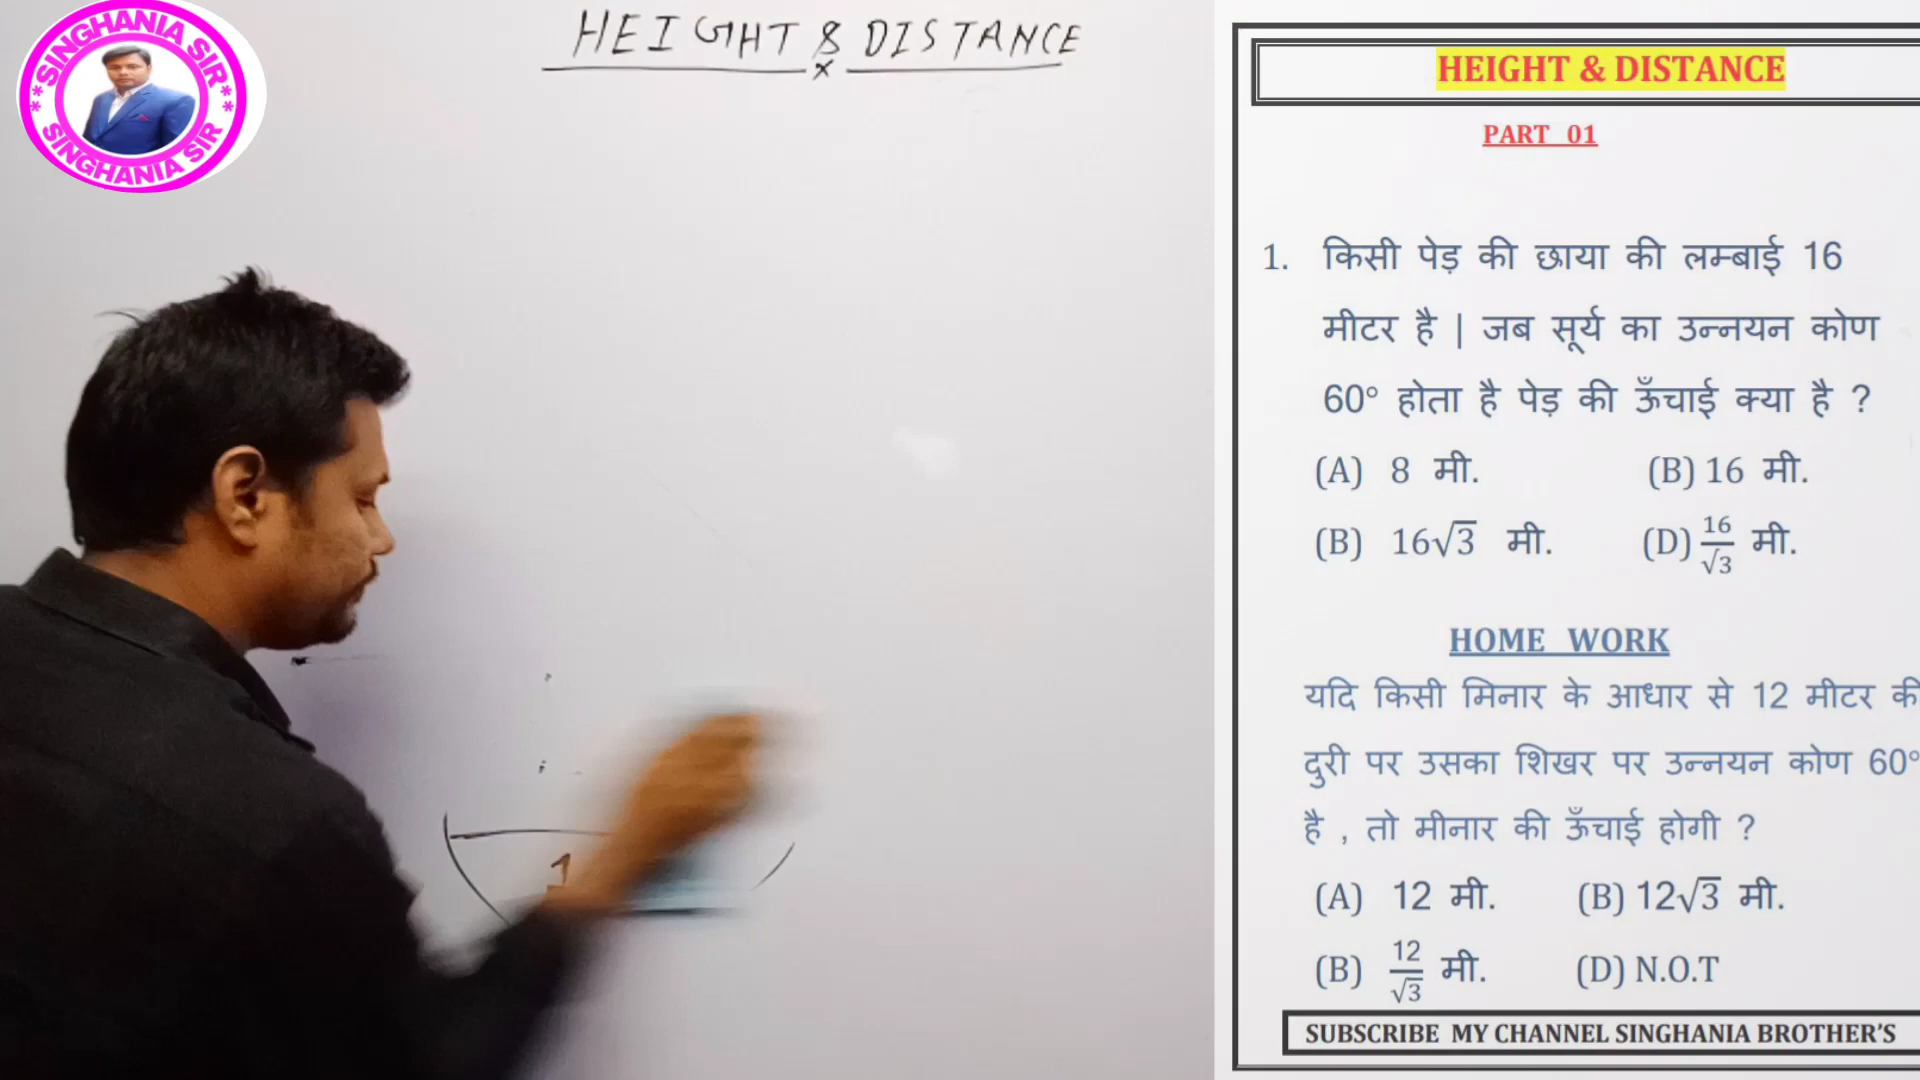 **SINGHANIA SIR**
SINGHANIA SIR
HEIGHT & DISTANCE
x
1
HEIGHT & DISTANCE
PART 01
1. किसी पेड़ की छाया की लम्बाई 16
मीटर है | जब सूर्य का उन्नयन कोण
60° होता है पेड़ की ऊँचाई क्या है ?
(A) 8 मी. (B) 16 मी.
(B) 16√3 मी. (D) 16/√3 मी.
HOME WORK
यदि किसी मिनार के आधार से 12 मीटर की
दुरी पर उसका शिखर पर उन्नयन कोण 60°
है , तो मीनार की ऊँचाई होगी ?
(A) 12 मी. (B) 12√3 मी.
(B) 12/√3 मी. (D) N.O.T
SUBSCRIBE MY CHANNEL SINGHANIA BROTHER'S